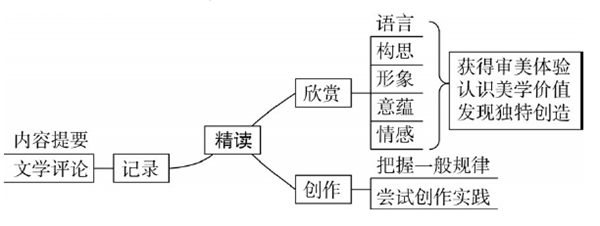 语言
构思
形象
意蕴
情感
获得审美体验
认识美学价值
发现独特创造
欣赏
精读
内容提要
文学评论
记录
创作
把握一般规律
尝试创作实践